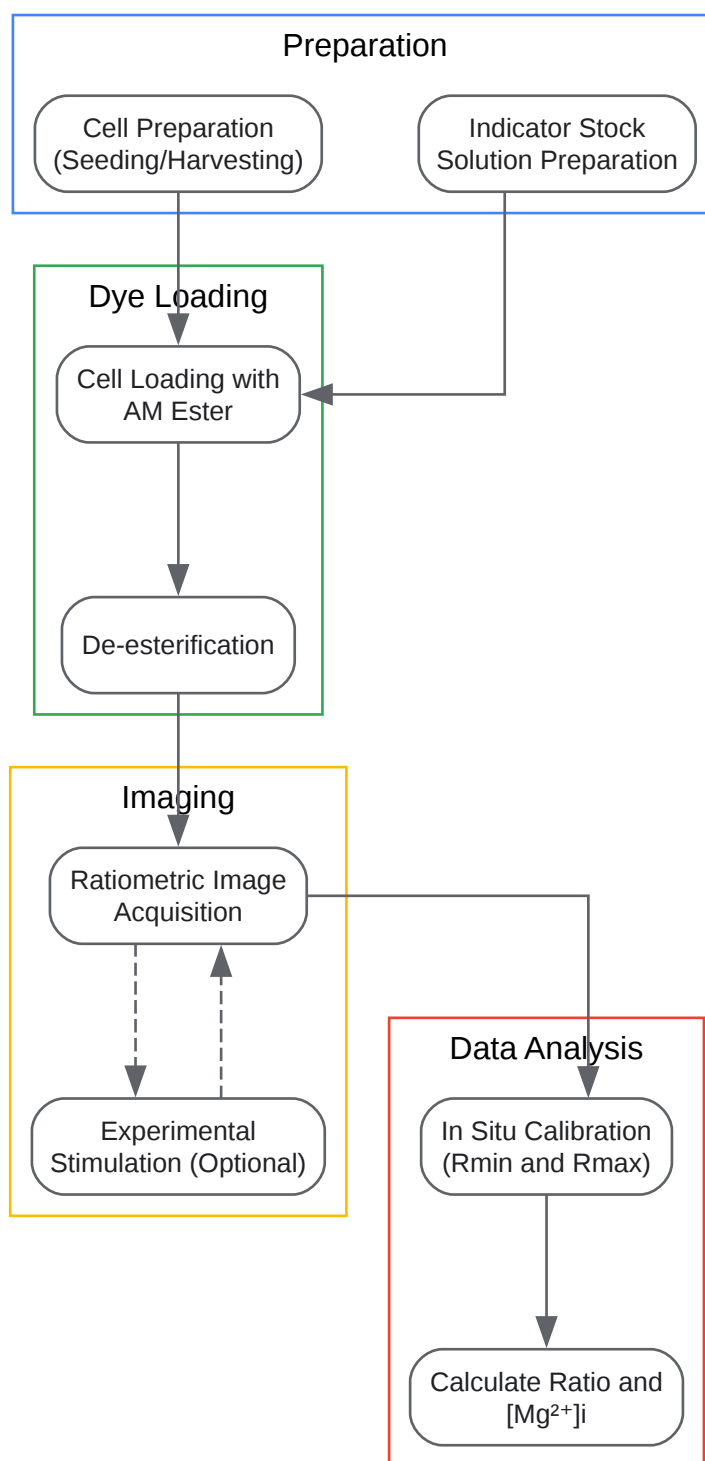 Preparation
Cell Preparation
(Seeding/Harvesting)
Indicator Stock
Solution Preparation
Dye Loading
Cell Loading with
AM Ester
De-esterification
Imaging
Ratiometric Image
Acquisition
Experimental
Stimulation (Optional)
Data Analysis
In Situ Calibration
(Rmin and Rmax)
Calculate Ratio and
[Mg²⁺]i